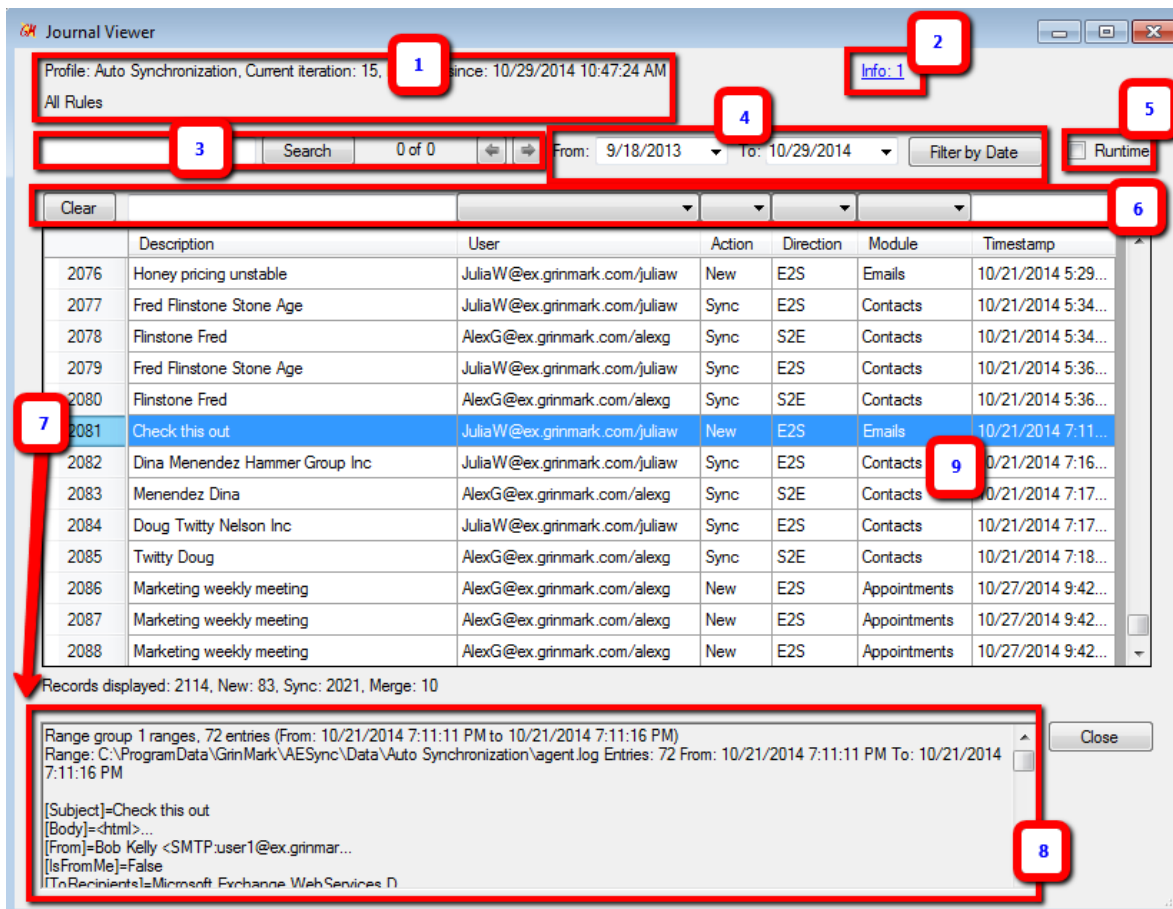 GM Journal Viewer
2
1
Profile: Auto Synchronization, Current iteration: 15, since: 10/29/2014 10:47:24 AM
Info: 1
All Rules
5
4
3
Search 0 of 0 From: 9/18/2013 To: 10/29/2014 Filter by Date Runtime
Clear 6
Description User Action Direction Module Timestamp
2076 Honey pricing unstable JuliaW@ex.grinmark.com/juliaw New E2S Emails 10/21/2014 5:29...
2077 Fred Flinstone Stone Age JuliaW@ex.grinmark.com/juliaw Sync E2S Contacts 10/21/2014 5:34...
2078 Flinstone Fred AlexG@ex.grinmark.com/alexg Sync S2E Contacts 10/21/2014 5:34...
2079 Fred Flinstone Stone Age JuliaW@ex.grinmark.com/juliaw Sync E2S Contacts 10/21/2014 5:36...
2080 Flinstone Fred AlexG@ex.grinmark.com/alexg Sync S2E Contacts 10/21/2014 5:36...
7
2081 Check this out JuliaW@ex.grinmark.com/juliaw New E2S Emails 10/21/2014 7:11...
2082 Dina Menendez Hammer Group Inc JuliaW@ex.grinmark.com/juliaw Sync E2S Contacts 10/21/2014 7:16...
9
2083 Menendez Dina AlexG@ex.grinmark.com/alexg Sync S2E Contacts 10/21/2014 7:17...
2084 Doug Twitty Nelson Inc JuliaW@ex.grinmark.com/juliaw Sync E2S Contacts 10/21/2014 7:17...
2085 Twitty Doug AlexG@ex.grinmark.com/alexg Sync S2E Contacts 10/21/2014 7:18...
2086 Marketing weekly meeting AlexG@ex.grinmark.com/alexg New E2S Appointments 10/27/2014 9:42...
2087 Marketing weekly meeting AlexG@ex.grinmark.com/alexg New E2S Appointments 10/27/2014 9:42...
2088 Marketing weekly meeting AlexG@ex.grinmark.com/alexg New E2S Appointments 10/27/2014 9:42...
Records displayed: 2114, New: 83, Sync: 2021, Merge: 10
Range group 1 ranges, 72 entries (From: 10/21/2014 7:11:11 PM to 10/21/2014 7:11:16 PM)
Close
Range: C:\ProgramData\GrinMark\AESync\Data\Auto Synchronization\agent.log Entries: 72 From: 10/21/2014 7:11:11 PM To: 10/21/2014
7:11:16 PM
[Subject]=Check this out
[Body]=<html>...
[From]=Bob Kelly <SMTP:user1@ex.grinmar...
8
[IsFromMe]=False
[ToRecipients]=Microsoft.Exchange.WebServices.D...